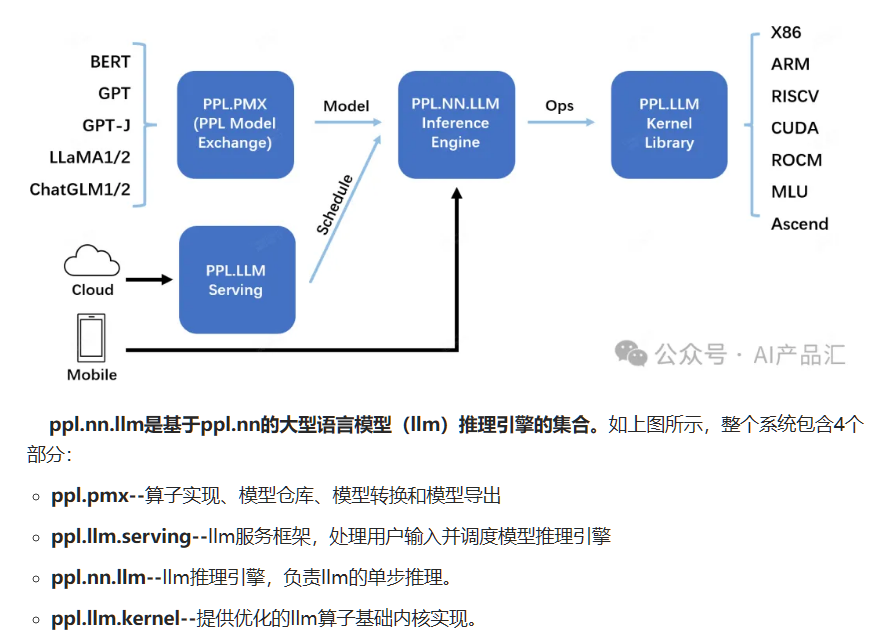 BERT
GPT
GPT-J
LLaMA1/2
ChatGLM1/2
PPL.PMX
(PPL Model
Exchange)
Model
PPL.NN.LLM
Inference
Engine
Ops
PPL.LLM
Kernel
Library
X86
ARM
RISCV
CUDA
ROCM
MLU
Ascend
Schedule
Cloud
PPL.LLM
Serving
Mobile
公众号 · AI产品汇
ppl.nn.llm是基于ppl.nn的大型语言模型（llm）推理引擎的集合。如上图所示，整个系统包含4个
部分：
ppl.pmx--算子实现、模型仓库、模型转换和模型导出
ppl.llm.serving--llm服务框架，处理用户输入并调度模型推理引擎
ppl.nn.llm--llm推理引擎，负责llm的单步推理。
ppl.llm.kernel--提供优化的llm算子基础内核实现。